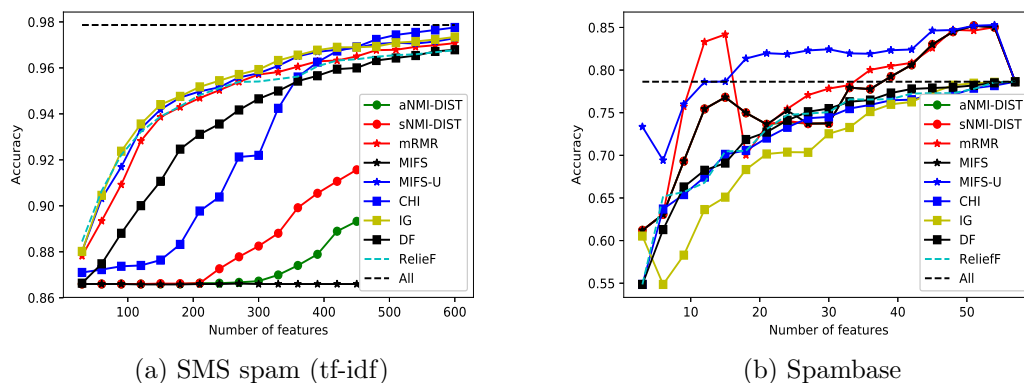 0.98
0.96
0.94
0.92
0.90
0.88
0.86
Accuracy
100 200 300 400 500 600
Number of features
aNMI-DIST
sNMI-DIST
mRMR
MIFS
MIFS-U
CHI
IG
DF
ReliefF
All
(a) SMS spam (tf-idf)
0.85
0.80
0.75
0.70
0.65
0.60
0.55
Accuracy
10 20 30 40 50
Number of features
aNMI-DIST
sNMI-DIST
mRMR
MIFS
MIFS-U
CHI
IG
DF
ReliefF
All
(b) Spambase